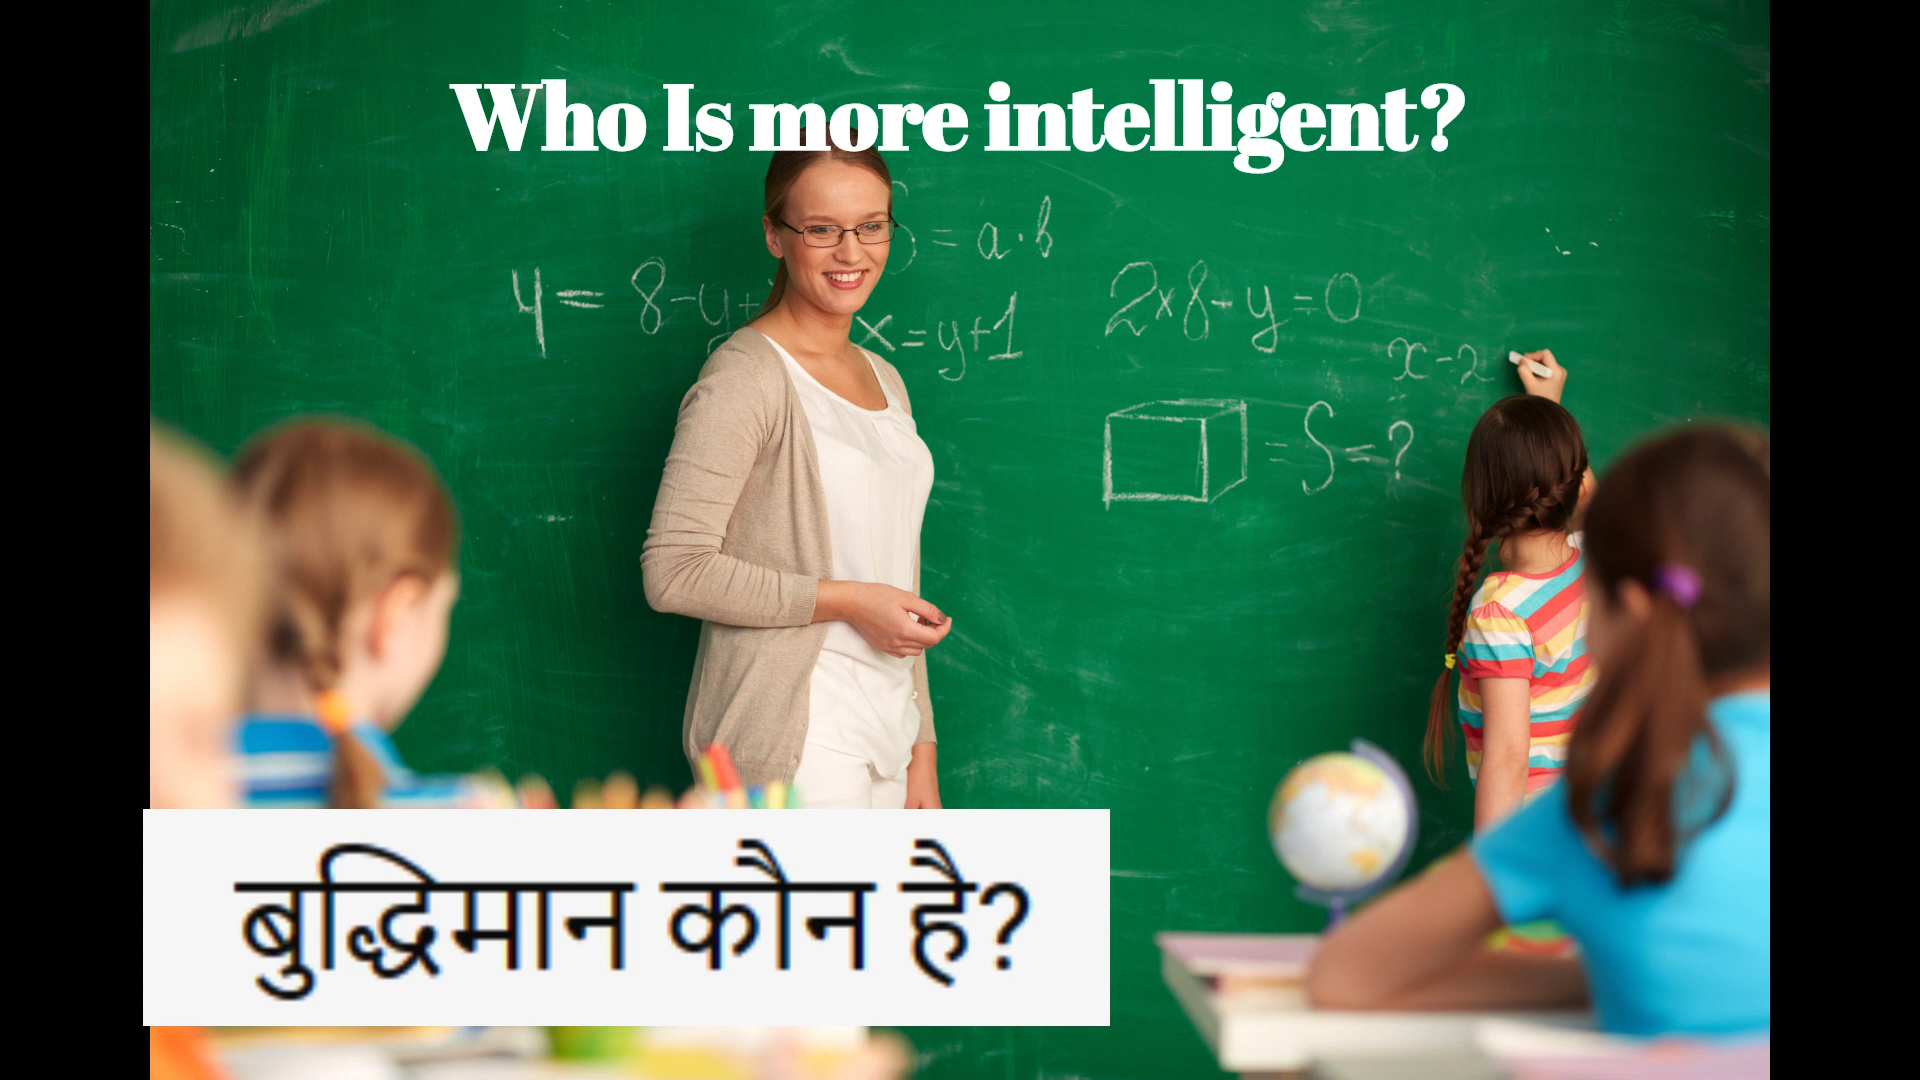 Who Is more intelligent?
= a·b
4 = 8-y+
x = y+1
2x8-y=0
x-2
=S=?
बुद्धिमान कौन है?